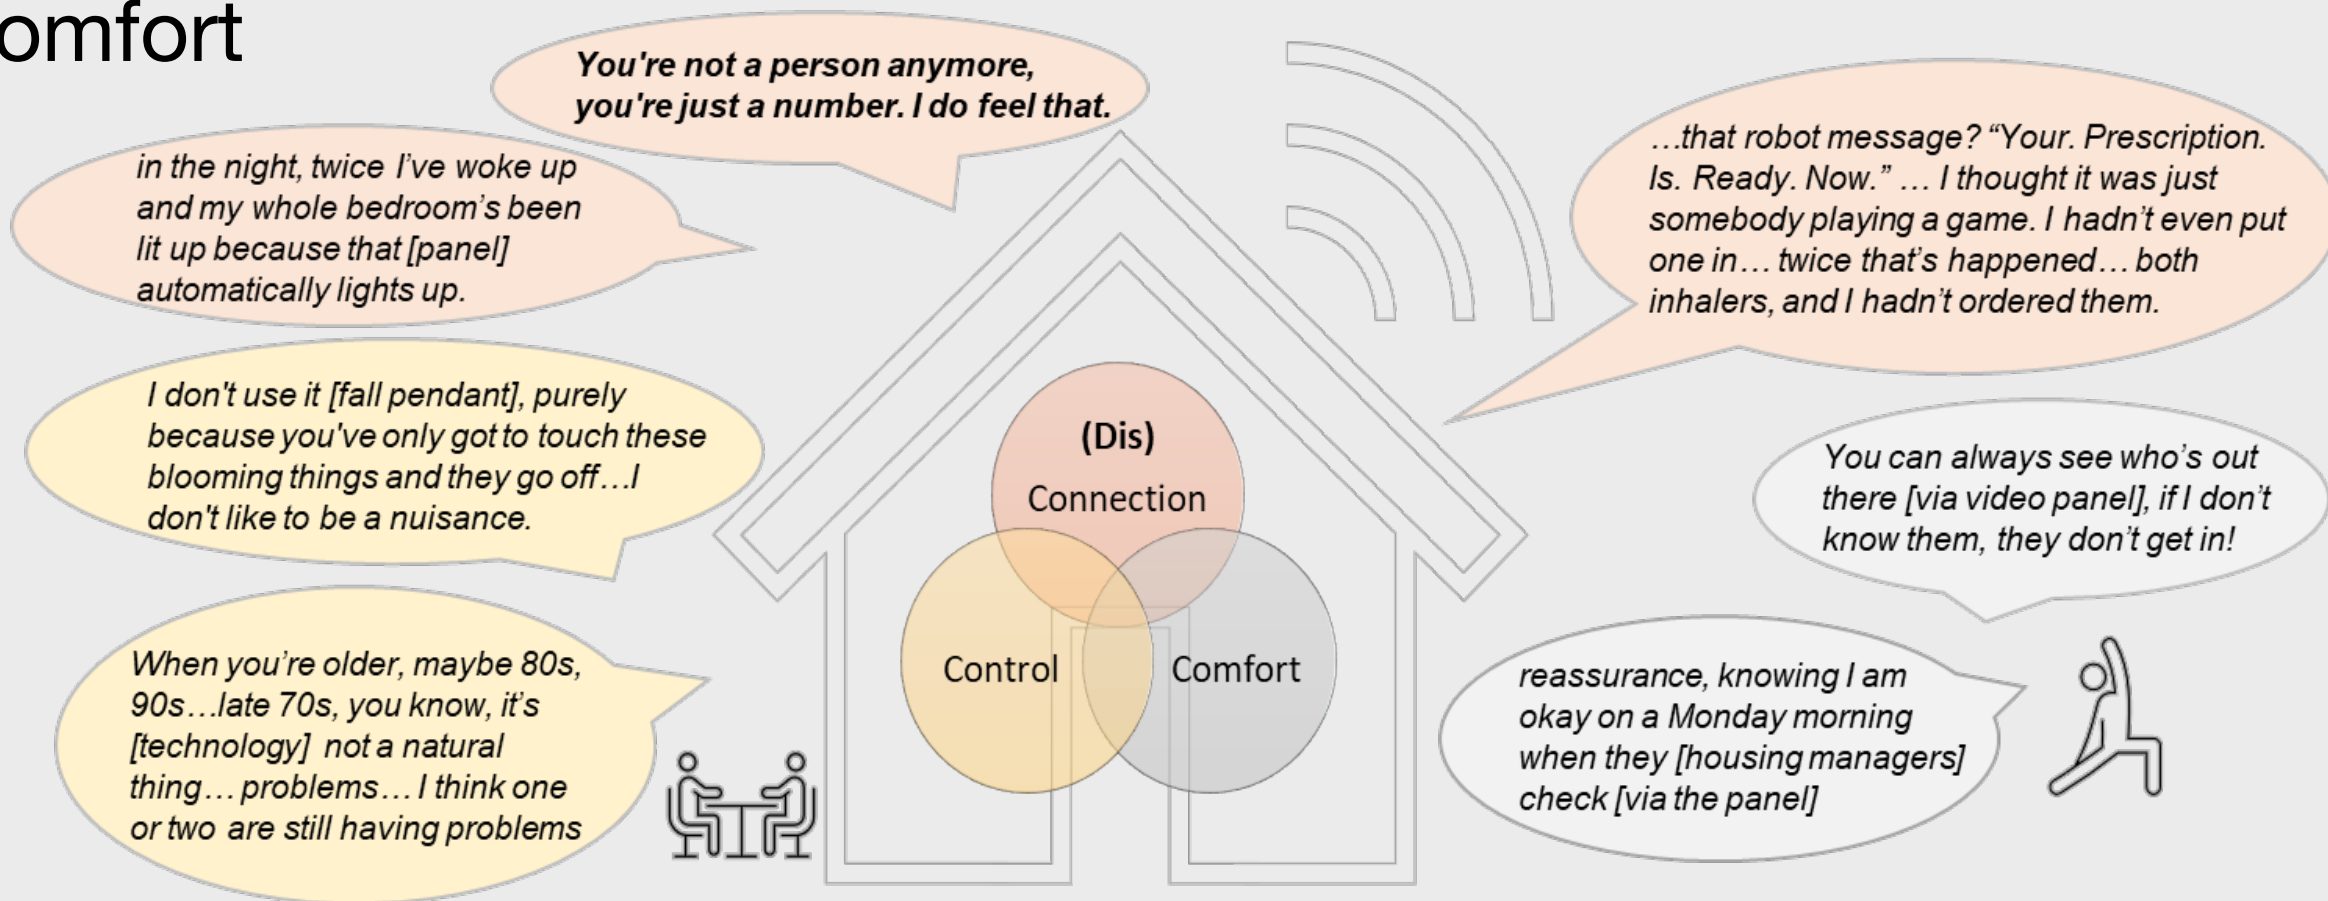 omfort
You're not a person anymore,
you're just a number. I do feel that.
in the night, twice I've woke up
and my whole bedroom's been
lit up because that [panel]
automatically lights up.
…that robot message? “Your. Prescription.
Is. Ready. Now.” … I thought it was just
somebody playing a game. I hadn't even put
one in… twice that's happened… both
inhalers, and I hadn't ordered them.
I don't use it [fall pendant], purely
because you've only got to touch these
blooming things and they go off…I
don't like to be a nuisance.
(Dis)
Connection
Control
Comfort
You can always see who's out
there [via video panel], if I don't
know them, they don't get in!
When you're older, maybe 80s,
90s…late 70s, you know, it's
[technology] not a natural
thing… problems… I think one
or two are still having problems
reassurance, knowing I am
okay on a Monday morning
when they [housing managers]
check [via the panel]